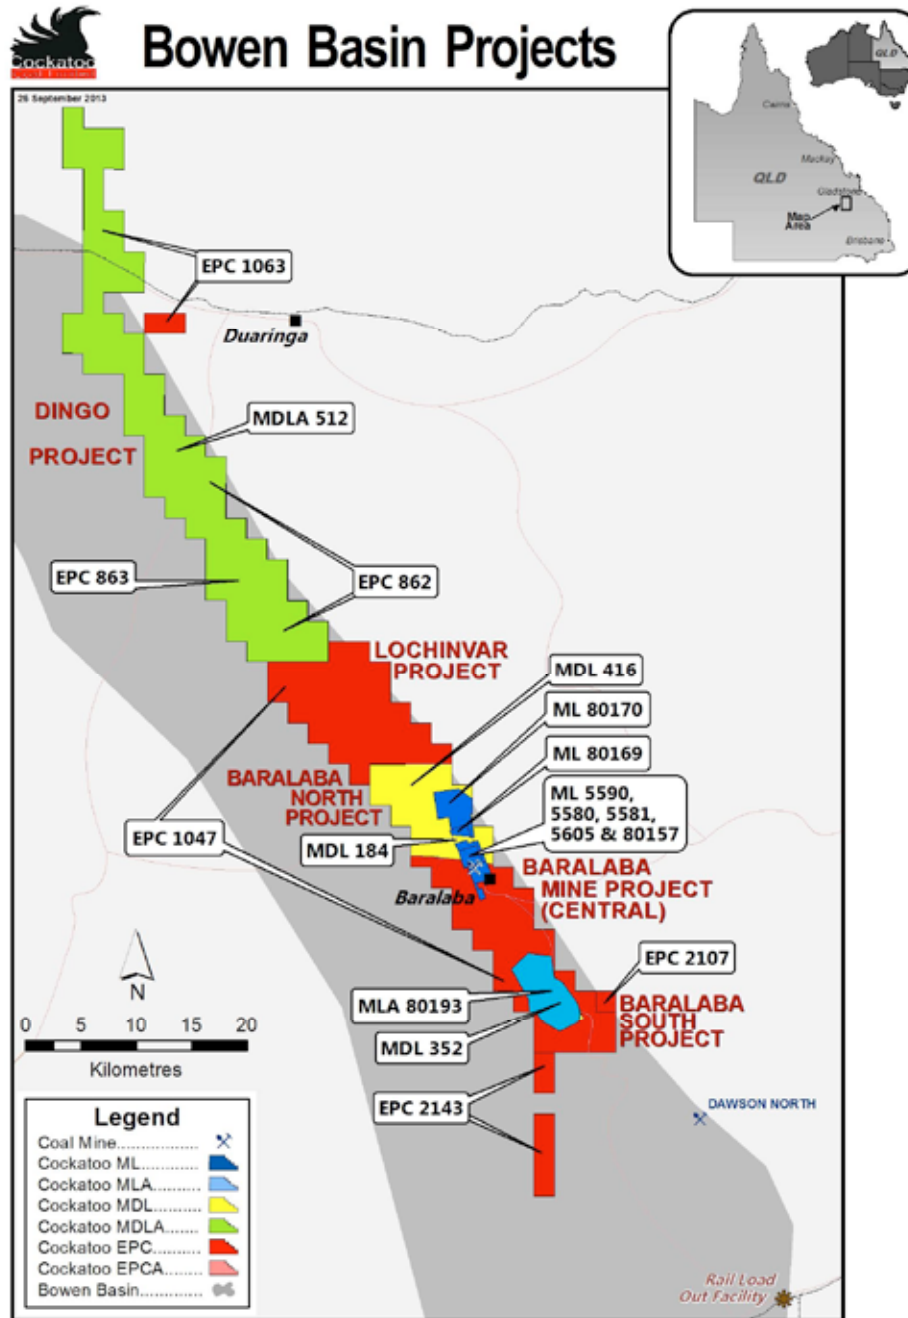 Cockatoo
Bowen Basin Projects
26 September 2013
QLD
Cairns
Mackay
QLD
Gladstone
Map
Area
Brisbane
EPC 1063
Duaringa
DINGO
PROJECT
MDLA 512
EPC 863
EPC 862
LOCHINVAR
PROJECT
MDL 416
ML 80170
ML 80169
BARALABA
NORTH
PROJECT
ML 5590,
5580, 5581,
5605 & 80157
EPC 1047
MDL 184
BARALABA
MINE PROJECT
(CENTRAL)
Baralaba
EPC 2107
N
MLA 80193
BARALABA
SOUTH
PROJECT
MDL 352
0 5 10 15 20
Kilometres
EPC 2143
DAWSON NORTH
Legend
Coal Mine
Cockatoo ML
Cockatoo MLA
Cockatoo MDL
Cockatoo MDLA
Cockatoo EPC
Cockatoo EPCA
Bowen Basin
Rail Load
Out Facility